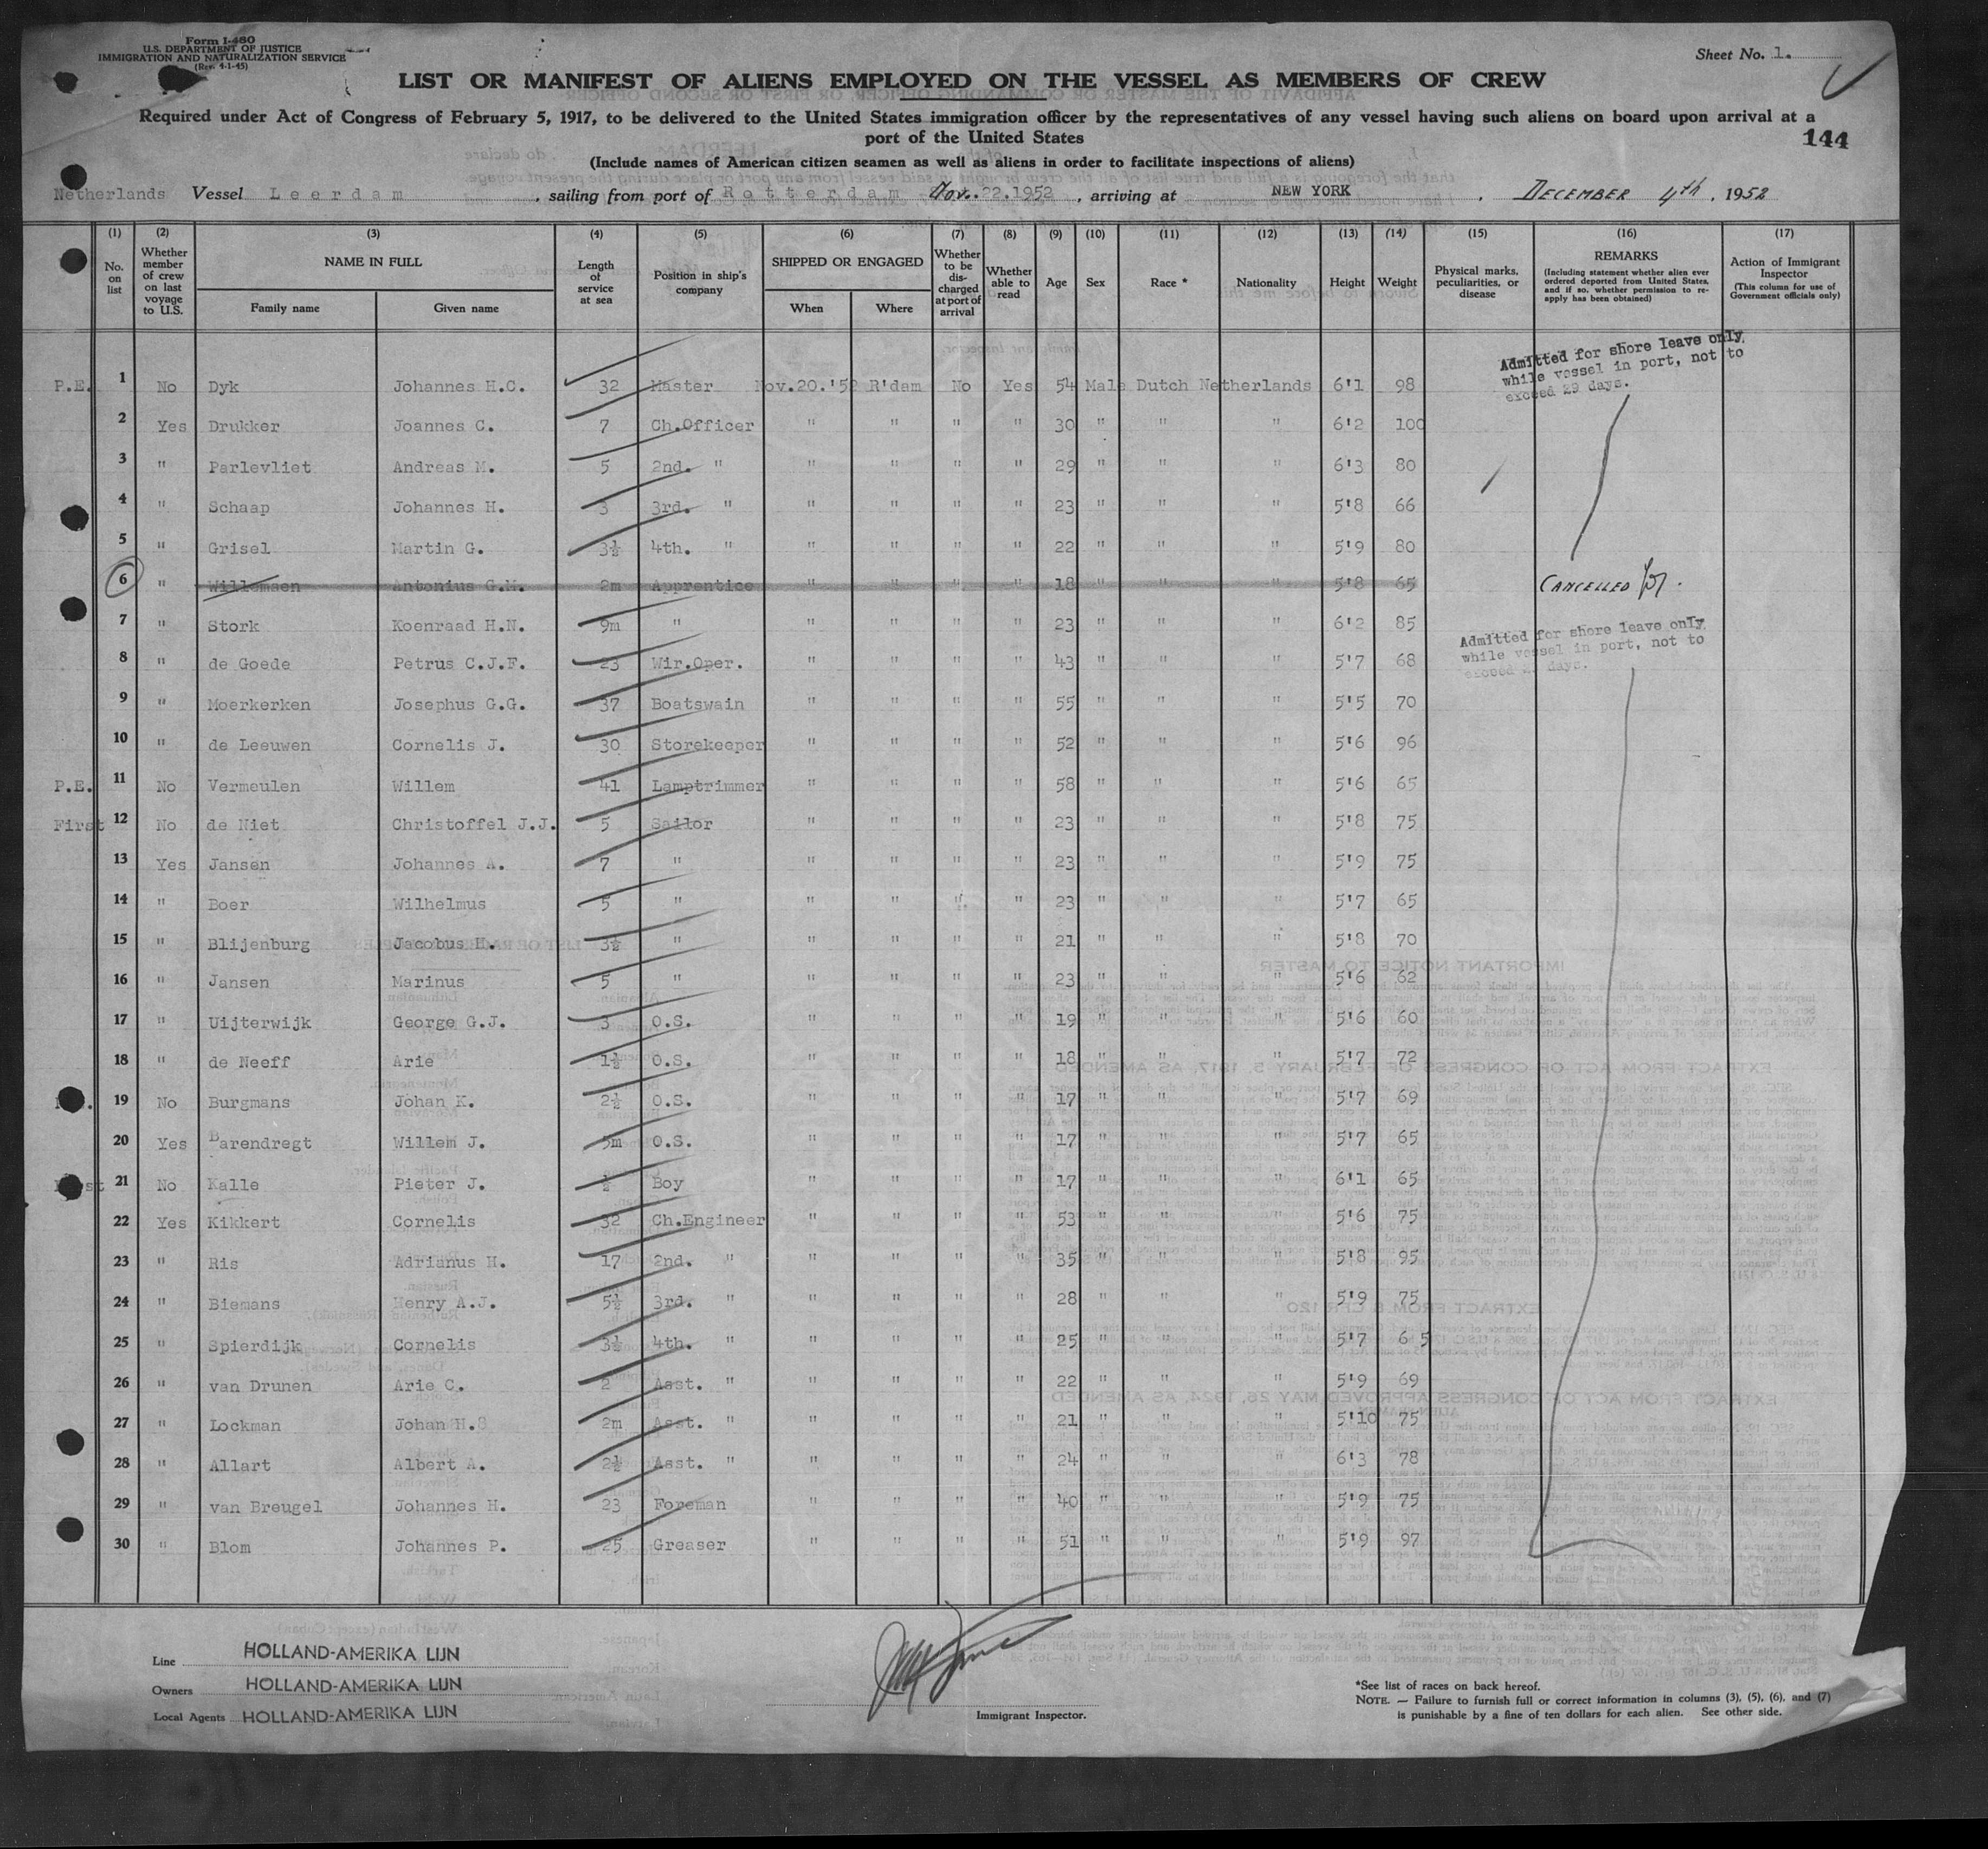 Form I-480
U.S. DEPARTMENT OF JUSTICE
IMMIGRATION AND NATURALIZATION SERVICE
(Rev. 4-1-45)
Sheet No. 1.
LIST OR MANIFEST OF ALIENS EMPLOYED ON THE VESSEL AS MEMBERS OF CREW
Required under Act of Congress of February 5, 1917, to be delivered to the United States immigration officer by the representatives of any vessel having such aliens on board upon arrival at a
port of the United States
144
(Include names of American citizen seamen as well as aliens in order to facilitate inspections of aliens)
Netherlands Vessel Leerdam, sailing from port of Rotterdam Nov. 22.1952, arriving at NEW YORK, DECEMBER 4th, 1952
(1) (2) (3) (4) (5) (6) (7) (8) (9) (10) (11) (12) (13) (14) (15) (16) (17)
No. on list
Whether member of crew on last voyage to U.S.
NAME IN FULL
Family name Given name
Length of service at sea
Position in ship's company
SHIPPED OR ENGAGED
When Where
Whether to be discharged at port of arrival
Whether able to read
Age Sex Race * Nationality Height Weight
Physical marks, peculiarities, or disease
REMARKS
(Including statement whether alien ever ordered deported from United States, and if so, whether permission to re-apply has been obtained)
Action of Immigrant Inspector
(This column for use of Government officials only)
Admitted for shore leave only
while vessel in port, not to
exceed 29 days.
P.E. 1 No Dyk Johannes H.C. 32 Master Nov.20.'52 R'dam No Yes 54 Male Dutch Netherlands 6'1 98
2 Yes Drukker Joannes C. 7 Ch.Officer " " " " 30 " " " 6'2 100
3 " Parlevliet Andreas M. 5 2nd. " " " " " 29 " " " 6'3 80
4 " Schaap Johannes H. 3 3rd. " " " " " 23 " " " 5'8 66
5 " Grisel Martin G. 3½ 4th. " " " " " 22 " " " 5'9 80
6 " Willemsen Antonius G.M. 2m Apprentice " " " " 18 " " " 5'8 65 CANCELLED
7 " Stork Koenraad H.N. 9m " " " " " 23 " " " 6'2 85
Admitted for shore leave only
while vessel in port, not to
exceed days.
8 " de Goede Petrus C.J.F. 23 Wir.Oper. " " " " 43 " " " 5'7 68
9 " Moerkerken Josephus G.G. 37 Boatswain " " " " 55 " " " 5'5 70
10 " de Leeuwen Cornelis J. 30 Storekeeper " " " " 52 " " " 5'6 96
P.E. 11 No Vermeulen Willem 41 Lamptrimmer " " " " 58 " " " 5'6 65
First 12 No de Niet Christoffel J.J. 5 Sailor " " " " 23 " " " 5'8 75
13 Yes Jansen Johannes A. 7 " " " " " 23 " " " 5'9 75
14 " Boer Wilhelmus 5 " " " " " 23 " " " 5'7 65
15 " Blijenburg Jacobus H. 3½ " " " " " 21 " " " 5'8 70
16 " Jansen Marinus 5 " " " " " 23 " " " 5'6 62
17 " Uijterwijk George G.J. 3 O.S. " " " " 19 " " " 5'6 60
18 " de Neeff Arie 1½ O.S. " " " " 18 " " " 5'7 72
19 No Burgmans Johan K. 2½ O.S. " " " " 17 " " " 5'7 69
20 Yes Barendregt Willem J. 5m O.S. " " " " 17 " " " 5'7 65
21 No Kalle Pieter J. ½ Boy " " " " 17 " " " 6'1 65
22 Yes Kikkert Cornelis 32 Ch.Engineer " " " " 53 " " " 5'6 75
23 " Ris Adrianus H. 17 2nd. " " " " " 35 " " " 5'8 95
24 " Biemans Henry A.J. 5½ 3rd. " " " " " 28 " " " 5'9 75
25 " Spierdijk Cornelis 3½ 4th. " " " " " 25 " " " 5'7 65
26 " van Drunen Arie C. 2 Asst. " " " " " 22 " " " 5'9 69
27 " Lockman Johan H. 2m Asst. " " " " " 21 " " " 5'10 75
28 " Allart Albert A. 2½ Asst. " " " " " 24 " " " 6'3 78
29 " van Breugel Johannes H. 23 Foreman " " " " 40 " " " 5'9 75
30 " Blom Johannes P. 25 Greaser " " " " 51 " " " 5'9 97
Line HOLLAND-AMERIKA LIJN
Owners HOLLAND-AMERIKA LIJN
Local Agents HOLLAND-AMERIKA LIJN
Immigrant Inspector.
*See list of races on back hereof.
NOTE. — Failure to furnish full or correct information in columns (3), (5), (6), and (7)
is punishable by a fine of ten dollars for each alien. See other side.